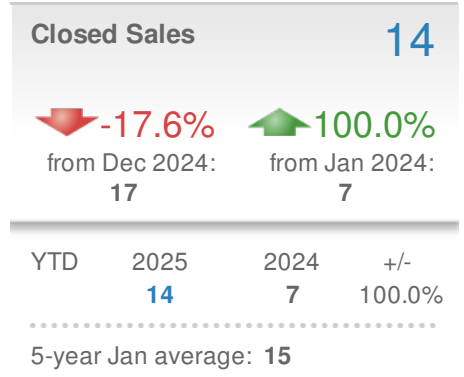 Closed Sales 14
-17.6% 100.0%
from Dec 2024: from Jan 2024:
17 7
YTD 2025 2024 +/-
14 7 100.0%
5-year Jan average: 15